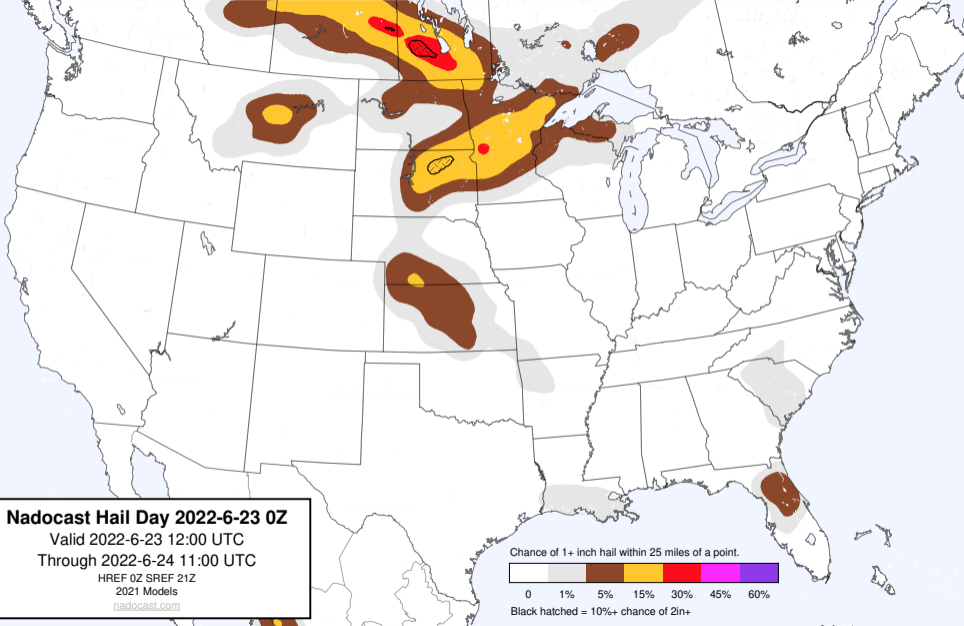 Nadocast Hail Day 2022-6-23 0Z
Valid 2022-6-23 12:00 UTC
Through 2022-6-24 11:00 UTC
HREF 0Z SREF 21Z
2021 Models
nadocast.com
Chance of 1+ inch hail within 25 miles of a point.
0 1% 5% 15% 30% 45% 60%
Black hatched = 10%+ chance of 2in+